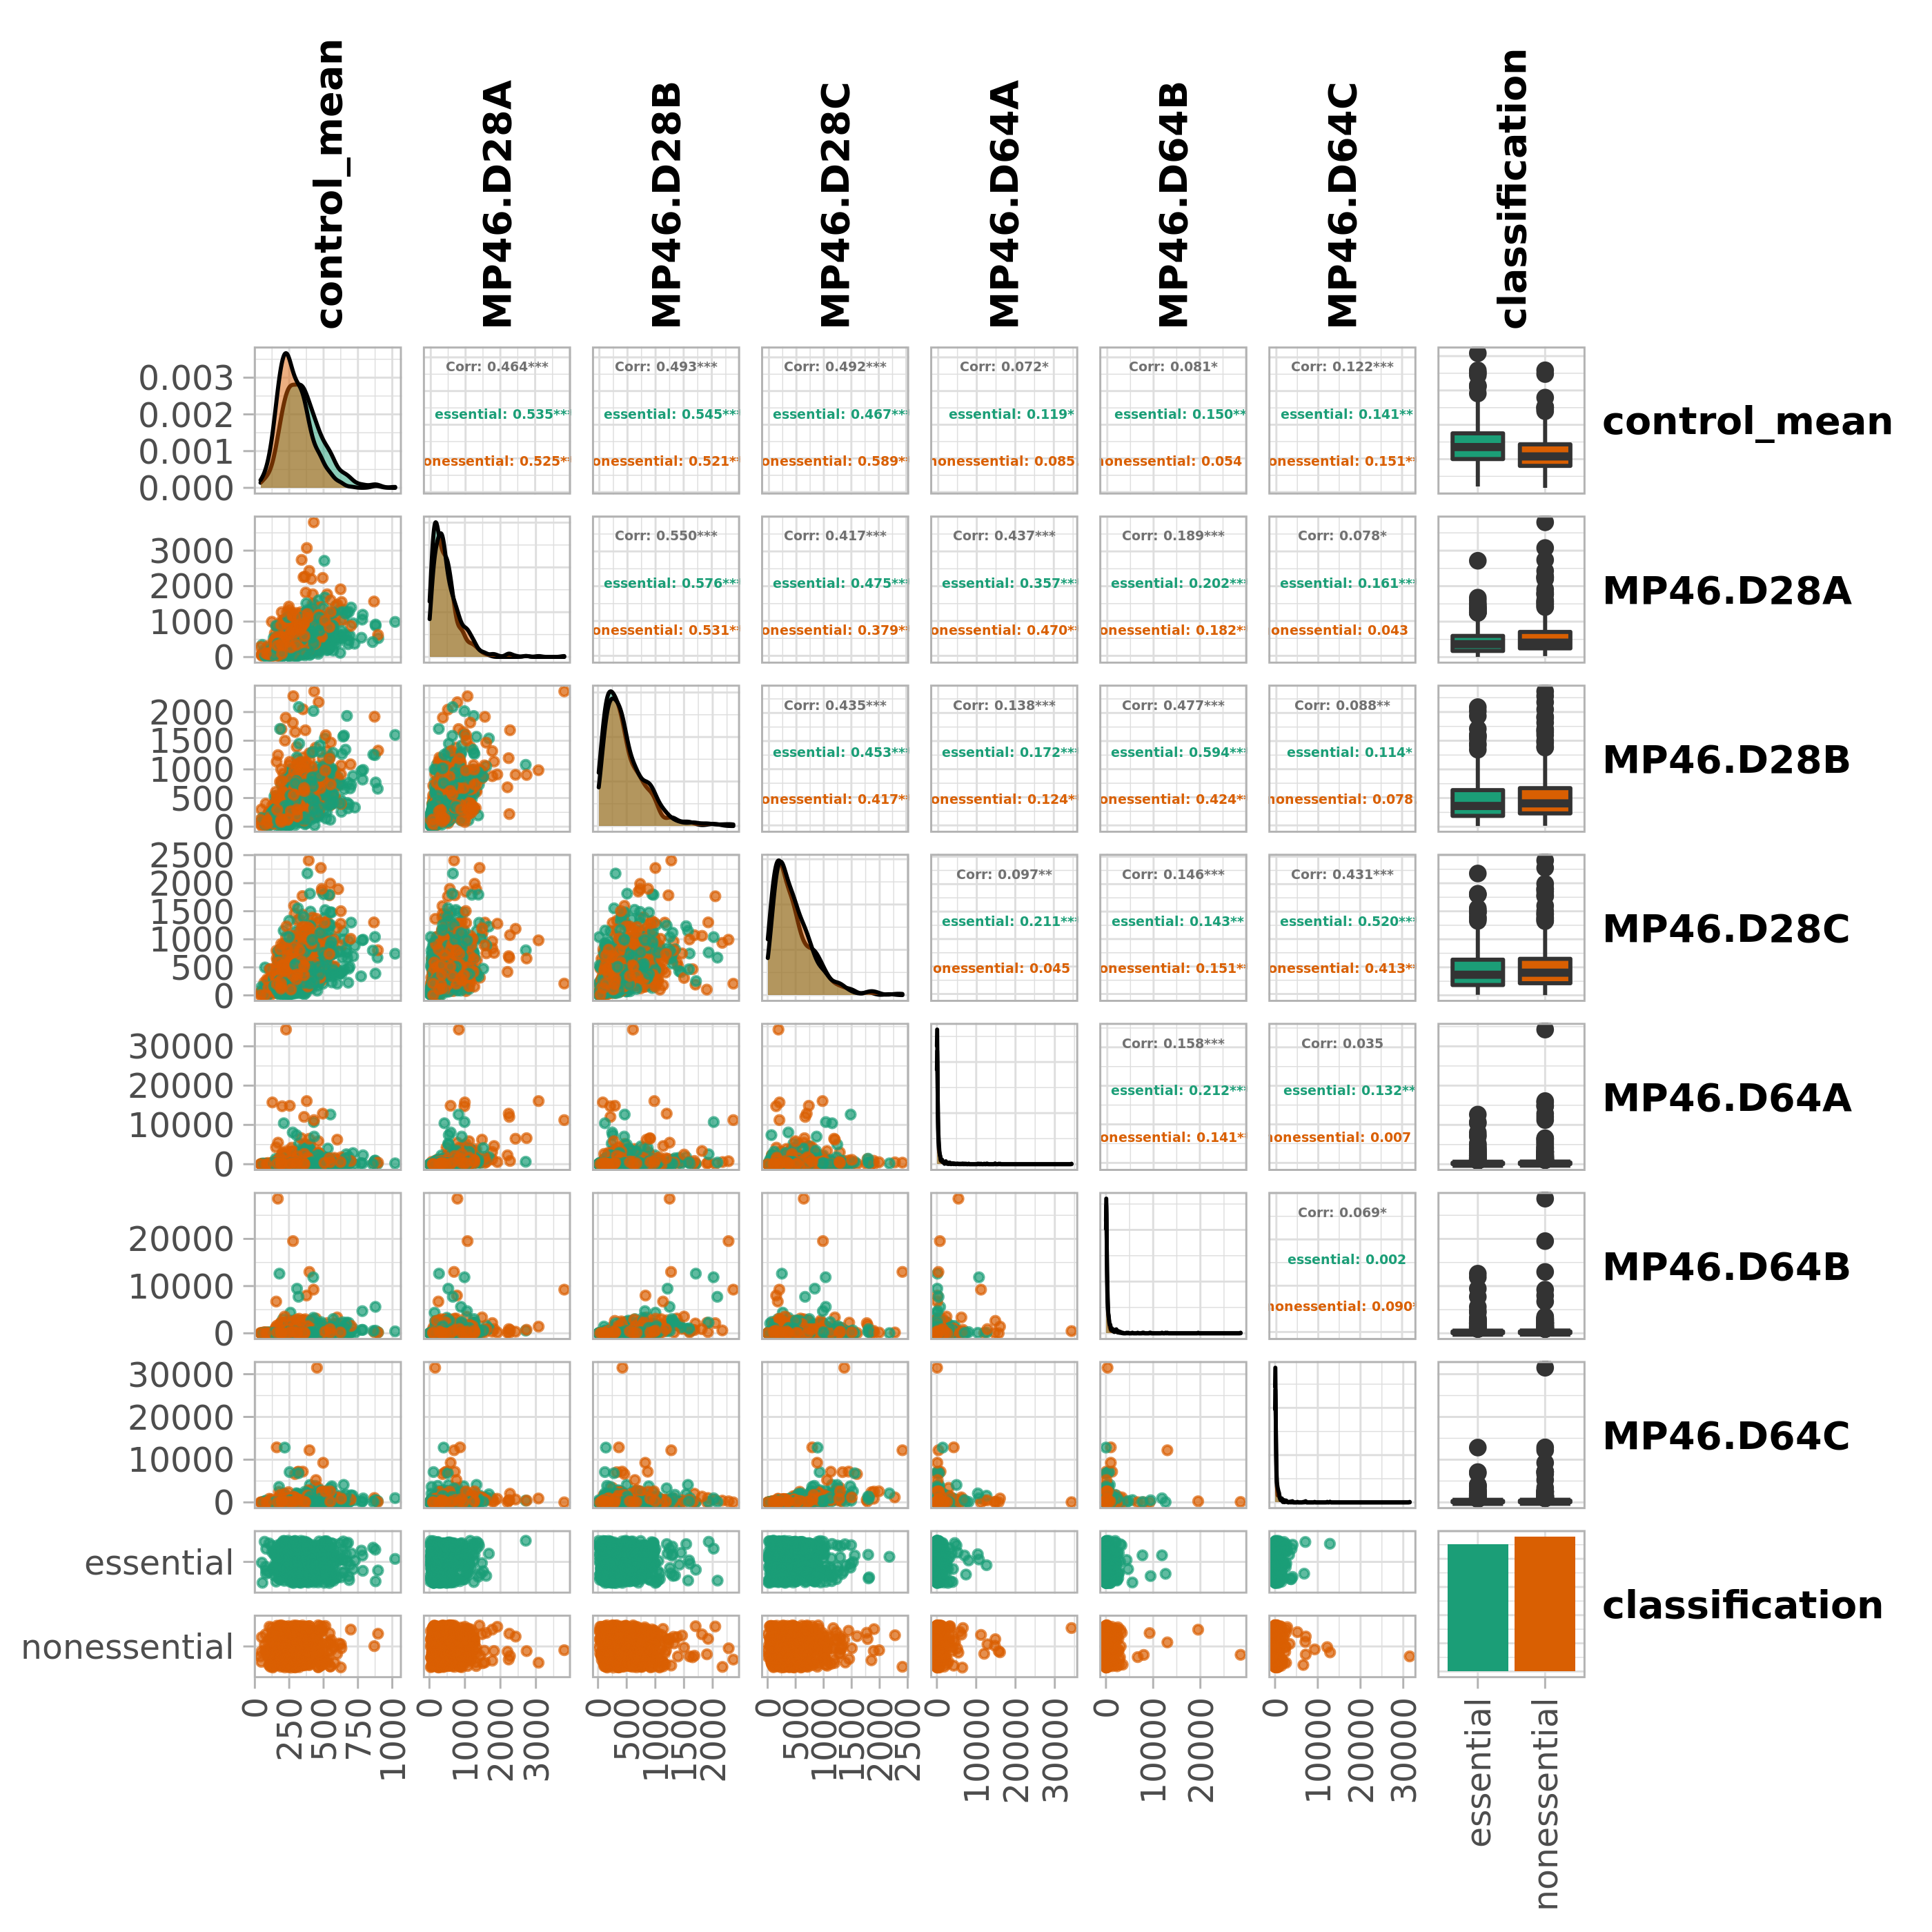 control_mean
MP46.D28A
MP46.D28B
MP46.D28C
MP46.D64A
MP46.D64B
MP46.D64C
classification
0.003
0.002
0.001
0.000
Corr: 0.464***
essential: 0.535***
onessential: 0.525**
Corr: 0.493***
essential: 0.545***
onessential: 0.521**
Corr: 0.492***
essential: 0.467***
onessential: 0.589**
Corr: 0.072*
essential: 0.119*
nonessential: 0.085
Corr: 0.081*
essential: 0.150**
nonessential: 0.054
Corr: 0.122***
essential: 0.141**
onessential: 0.151**
control_mean
3000
2000
1000
0
Corr: 0.550***
essential: 0.576***
onessential: 0.531**
Corr: 0.417***
essential: 0.475***
onessential: 0.379**
Corr: 0.437***
essential: 0.357***
onessential: 0.470**
Corr: 0.189***
essential: 0.202***
onessential: 0.182**
Corr: 0.078*
essential: 0.161***
onessential: 0.043
MP46.D28A
2000
1500
1000
500
0
Corr: 0.435***
essential: 0.453***
onessential: 0.417**
Corr: 0.138***
essential: 0.172***
onessential: 0.124**
Corr: 0.477***
essential: 0.594***
onessential: 0.424**
Corr: 0.088**
essential: 0.114*
nonessential: 0.078
MP46.D28B
2500
2000
1500
1000
500
0
Corr: 0.097**
essential: 0.211***
onessential: 0.045
Corr: 0.146***
essential: 0.143**
onessential: 0.151**
Corr: 0.431***
essential: 0.520***
onessential: 0.413**
MP46.D28C
30000
20000
10000
0
Corr: 0.158***
essential: 0.212***
onessential: 0.141**
Corr: 0.035
essential: 0.132**
nonessential: 0.007
MP46.D64A
20000
10000
0
Corr: 0.069*
essential: 0.002
nonessential: 0.090*
MP46.D64B
30000
20000
10000
0
MP46.D64C
essential
nonessential
classification
0
250
500
750
1000
0
1000
2000
3000
0
500
1000
1500
2000
0
500
1000
1500
2000
2500
0
10000
20000
30000
0
10000
20000
0
10000
20000
30000
essential
nonessential